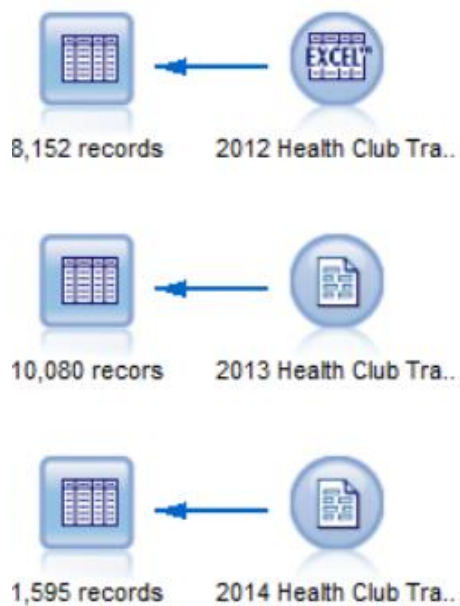 EXCEL™
8,152 records
2012 Health Club Tra..
10,080 recors
2013 Health Club Tra..
1,595 records
2014 Health Club Tra..